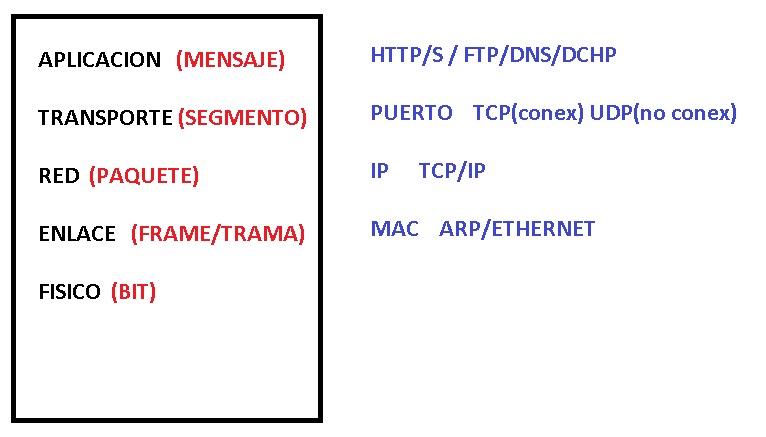 APLICACION (MENSAJE) HTTP/S / FTP/DNS/DCHP
TRANSPORTE (SEGMENTO) PUERTO TCP(conex) UDP(no conex)
RED (PAQUETE) IP TCP/IP
ENLACE (FRAME/TRAMA) MAC ARP/ETHERNET
FISICO (BIT)